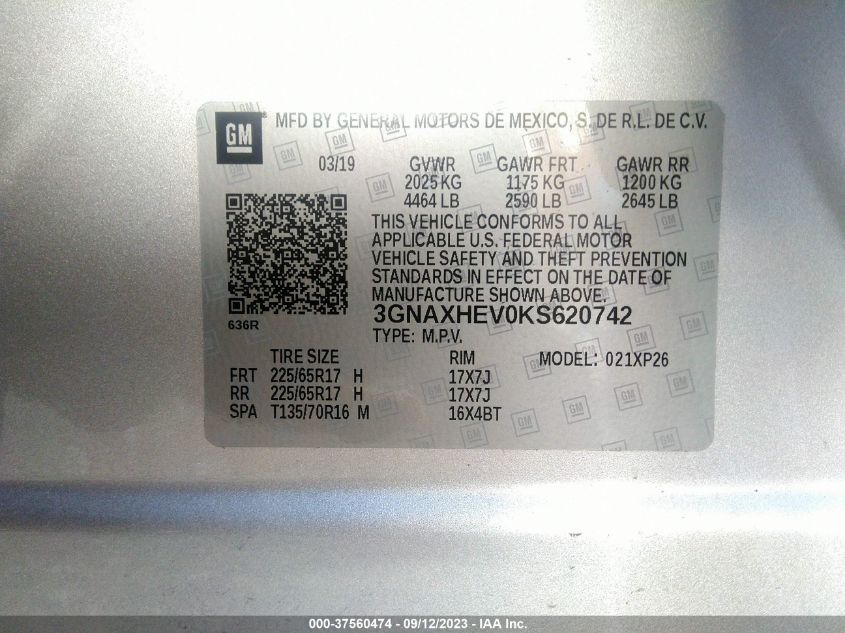 GM MFD BY GENERAL MOTORS DE MEXICO, S. DE R.L. DE C.V.
03/19 GVWR GAWR FRT GAWR RR
2025 KG 1175 KG 1200 KG
4464 LB 2590 LB 2645 LB
THIS VEHICLE CONFORMS TO ALL
APPLICABLE U.S. FEDERAL MOTOR
VEHICLE SAFETY AND THEFT PREVENTION
STANDARDS IN EFFECT ON THE DATE OF
MANUFACTURE SHOWN ABOVE.
636R 3GNAXHEV0KS620742
TYPE: M.P.V.
TIRE SIZE RIM MODEL: 021XP26
FRT 225/65R17 H 17X7J
RR 225/65R17 H 17X7J
SPA T135/70R16 M 16X4BT
000-37560474 - 09/12/2023 - IAA Inc.